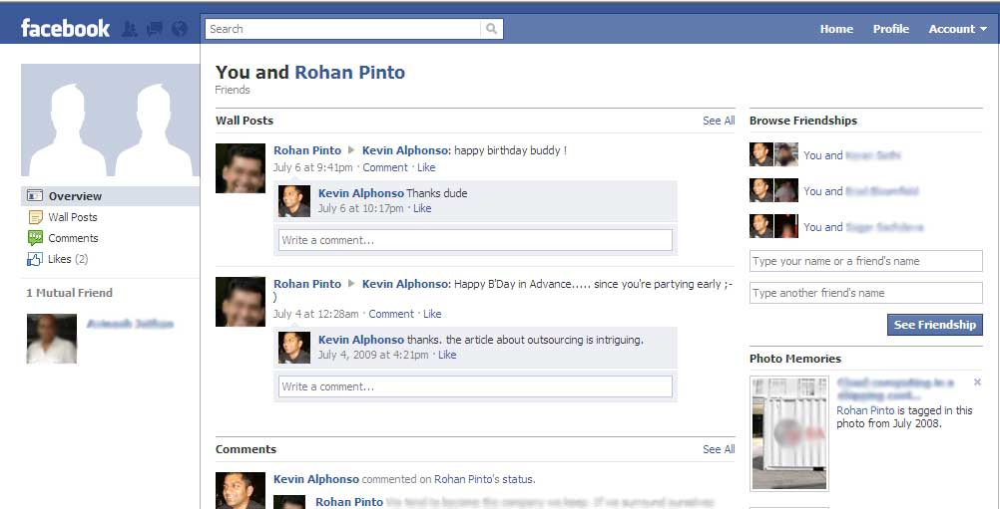 facebook
Search
Home Profile Account
You and Rohan Pinto
Friends
Overview
Wall Posts
Comments
Likes (2)
1 Mutual Friend
Wall Posts See All
Rohan Pinto Kevin Alphonso: happy birthday buddy !
July 6 at 9:41pm · Comment · Like
Kevin Alphonso Thanks dude
July 6 at 10:17pm · Like
Write a comment...
Rohan Pinto Kevin Alphonso: Happy B'Day in Advance..... since you're partying early ;-
)
July 4 at 12:28am · Comment · Like
Kevin Alphonso thanks. the article about outsourcing is intriguing.
July 4, 2009 at 4:21pm · Like
Write a comment...
Comments See All
Kevin Alphonso commented on Rohan Pinto's status.
Rohan Pinto
Browse Friendships
You and
You and
You and
Type your name or a friend's name
Type another friend's name
See Friendship
Photo Memories
Rohan Pinto is tagged in this
photo from July 2008.